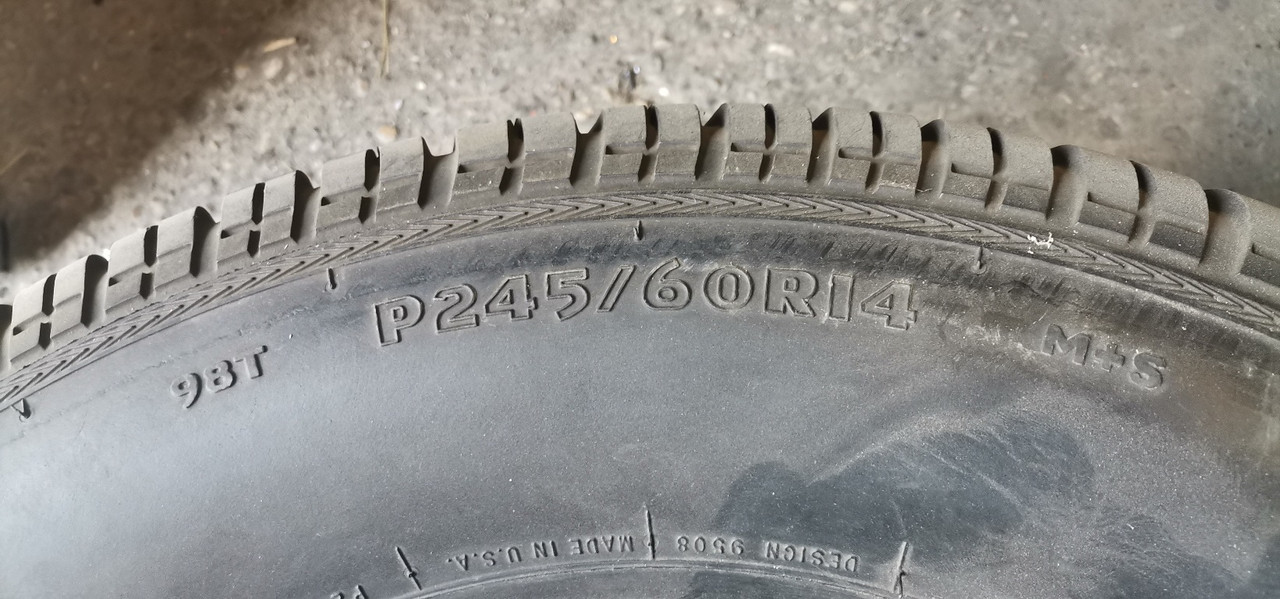 P245/60R14
98T
M+S
DESIGN 9508 MADE IN U.S.A.